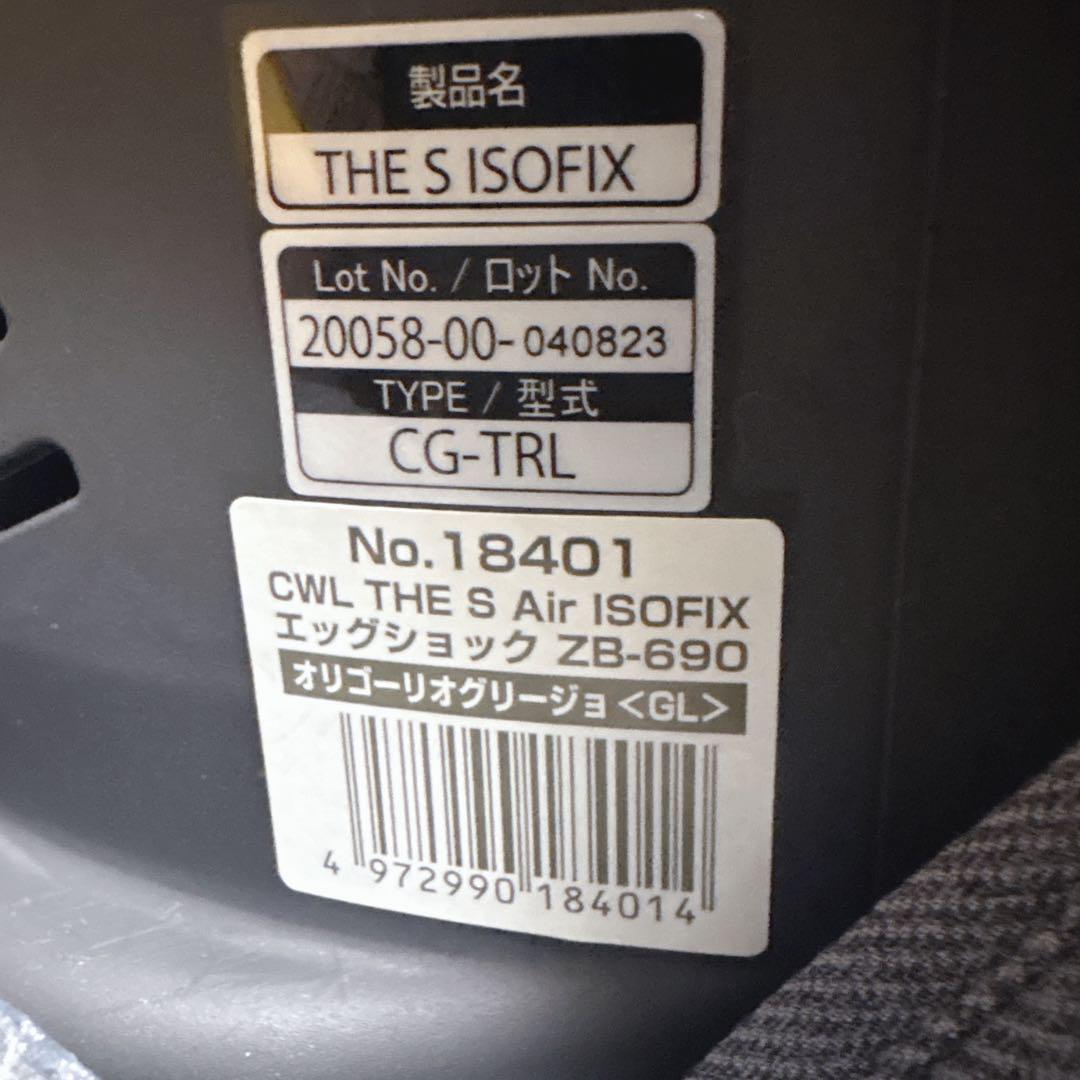 製品名
THE S ISOFIX
Lot No. / ロット No.
20058-00-040823
TYPE / 型式
CG-TRL
No.18401
CWL THE S Air ISOFIX
エッグショック ZB-690
オリゴーリオグリージョ<GL>
4 972990 184014